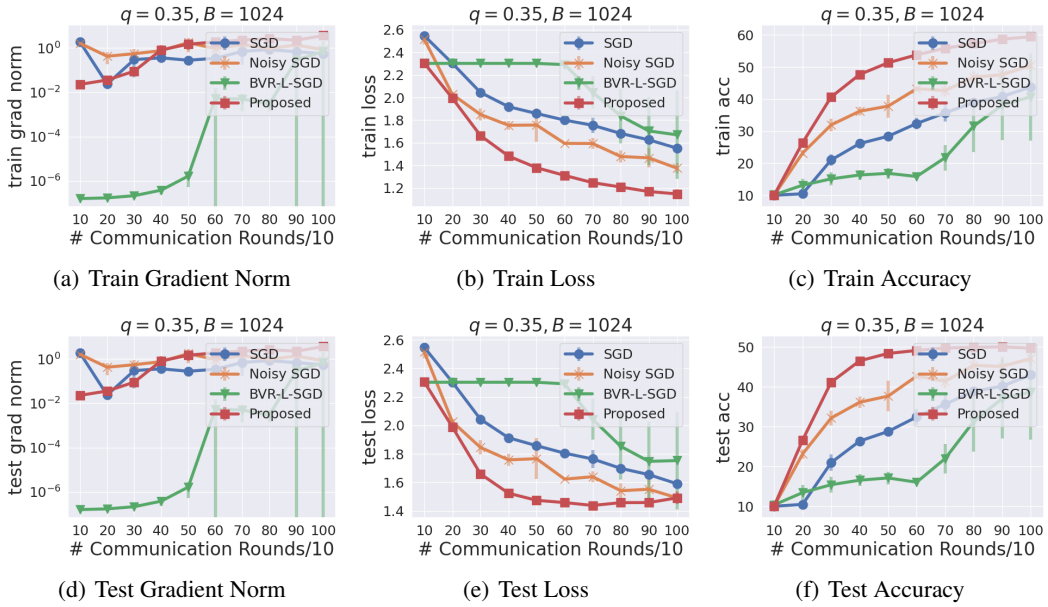 q = 0.35, B = 1024
train grad norm
10⁰
10⁻²
10⁻⁴
10⁻⁶
SGD
Noisy SGD
BVR-L-SGD
Proposed
10 20 30 40 50 60 70 80 90 100
# Communication Rounds/10
(a) Train Gradient Norm
q = 0.35, B = 1024
train loss
2.6
2.4
2.2
2.0
1.8
1.6
1.4
1.2
SGD
Noisy SGD
BVR-L-SGD
Proposed
10 20 30 40 50 60 70 80 90 100
# Communication Rounds/10
(b) Train Loss
q = 0.35, B = 1024
train acc
60
50
40
30
20
10
SGD
Noisy SGD
BVR-L-SGD
Proposed
10 20 30 40 50 60 70 80 90 100
# Communication Rounds/10
(c) Train Accuracy
q = 0.35, B = 1024
test grad norm
10⁰
10⁻²
10⁻⁴
10⁻⁶
SGD
Noisy SGD
BVR-L-SGD
Proposed
10 20 30 40 50 60 70 80 90 100
# Communication Rounds/10
(d) Test Gradient Norm
q = 0.35, B = 1024
test loss
2.6
2.4
2.2
2.0
1.8
1.6
1.4
SGD
Noisy SGD
BVR-L-SGD
Proposed
10 20 30 40 50 60 70 80 90 100
# Communication Rounds/10
(e) Test Loss
q = 0.35, B = 1024
test acc
50
40
30
20
10
SGD
Noisy SGD
BVR-L-SGD
Proposed
10 20 30 40 50 60 70 80 90 100
# Communication Rounds/10
(f) Test Accuracy